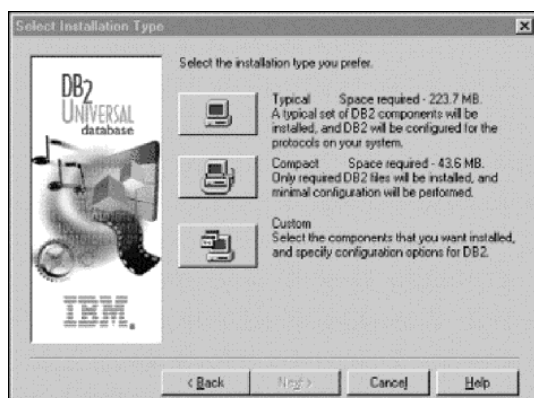 Select Installation Type
Select the installation type you prefer.
DB2
UNIVERSAL
database
IBM.
Typical Space required - 223.7 MB.
A typical set of DB2 components will be
installed, and DB2 will be configured for the
protocols on your system.
Compact Space required - 43.6 MB.
Only required DB2 files will be installed, and
minimal configuration will be performed.
Custom
Select the components that you want installed,
and specify configuration options for DB2.
< Back
Next >
Cancel
Help